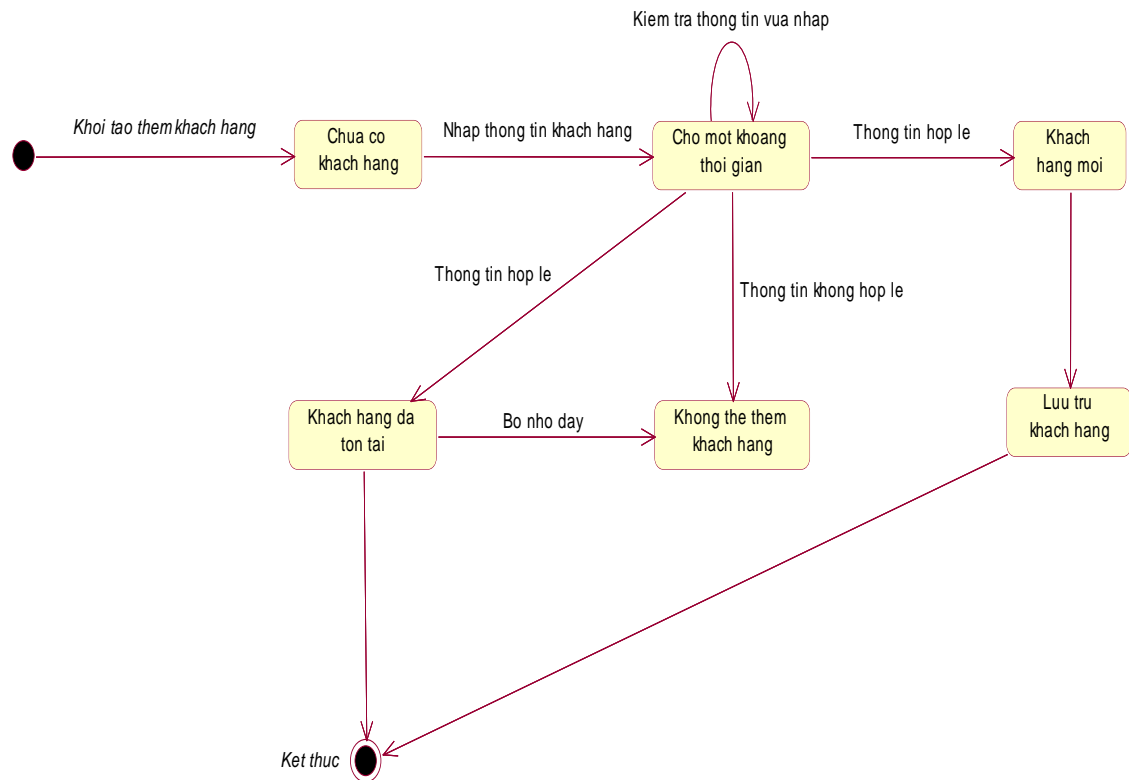 Kiem tra thong tin vua nhap
Khoi tao them khach hang
Chua co
khach hang
Nhap thong tin khach hang
Cho mot khoang
thoi gian
Thong tin hop le
Khach
hang moi
Thong tin hop le
Thong tin khong hop le
Khach hang da
ton tai
Bo nho day
Khong the them
khach hang
Luu tru
khach hang
Ket thuc